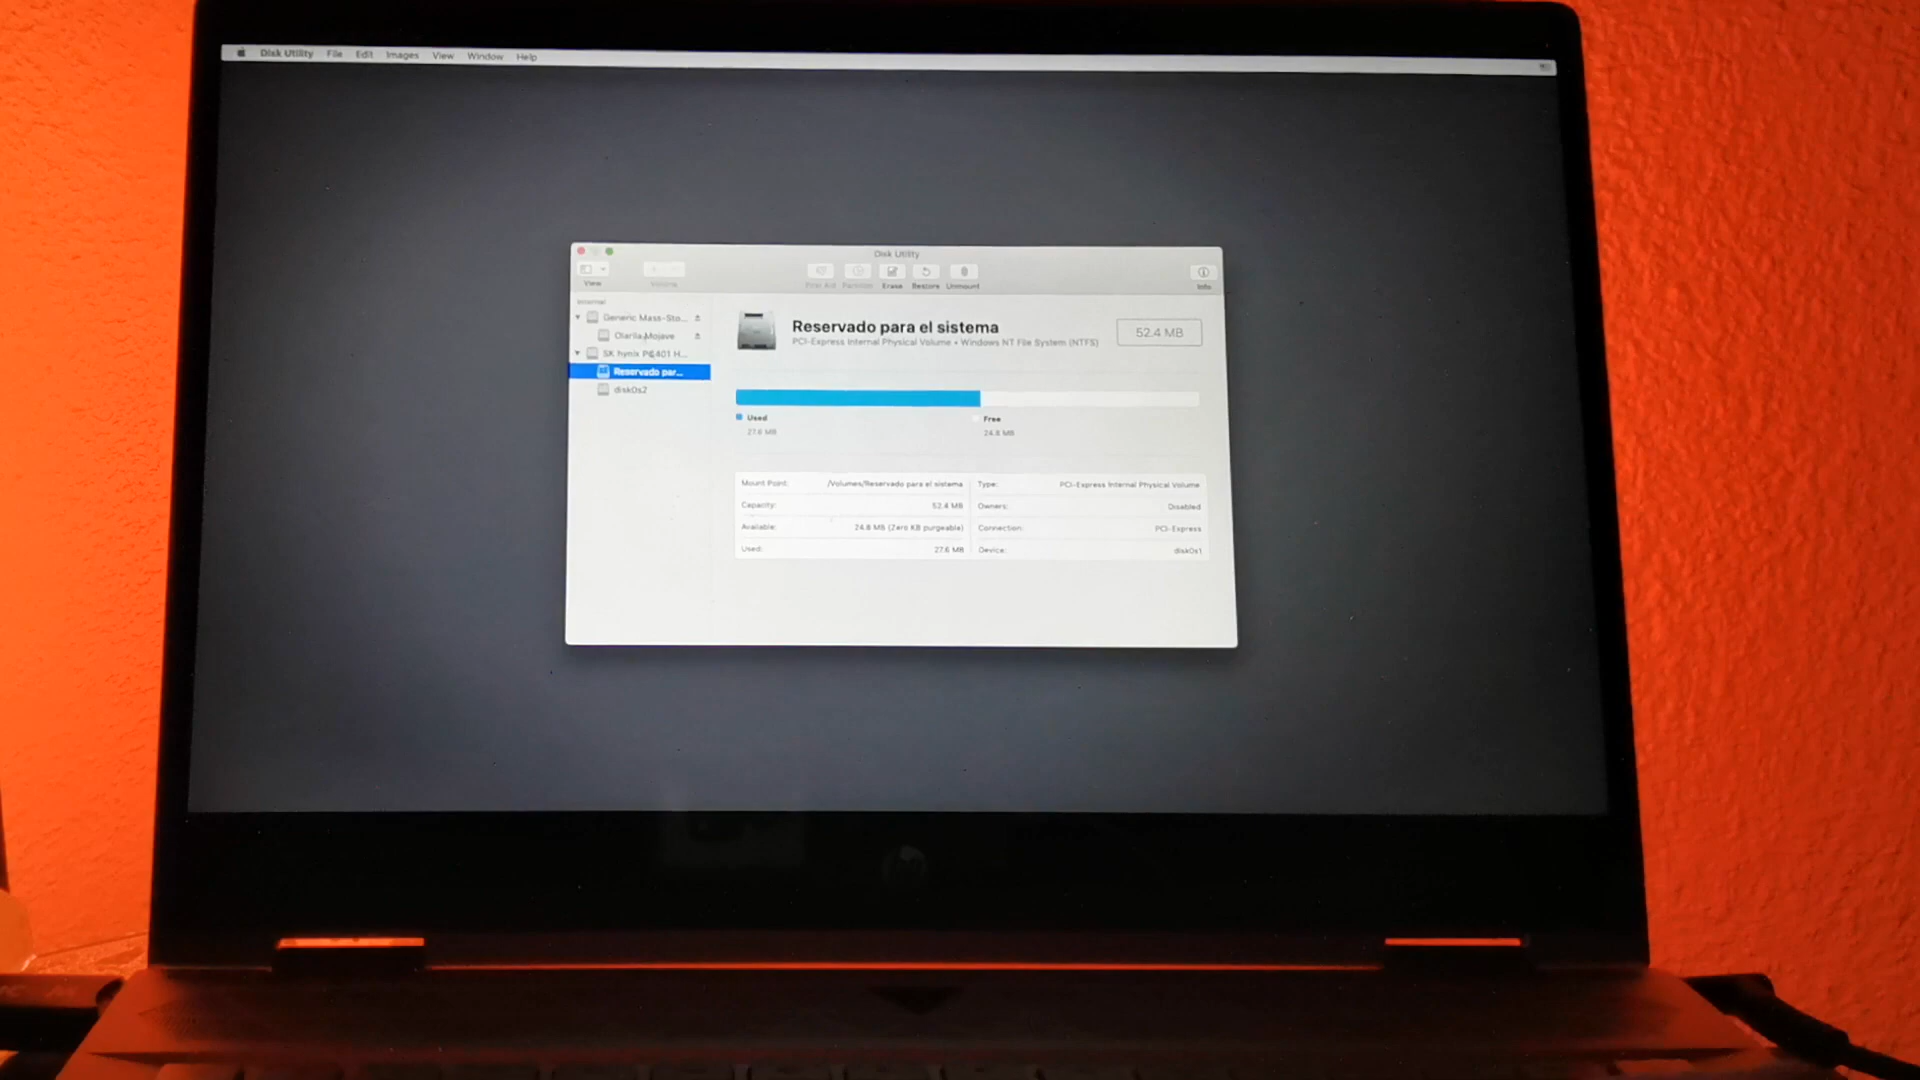 Disk Utility File Edit Images View Window Help
Disk Utility
View Volume First Aid Partition Erase Restore Unmount Info
Internal
Generic Mass-Sto...
Olarila Mojave
SK hynix PC401 H...
Reservado par...
disk0s2
Reservado para el sistema
PCI-Express Internal Physical Volume • Windows NT File System (NTFS)
52.4 MB
Used
27.6 MB
Free
24.8 MB
Mount Point: /Volumes/Reservado para el sistema
Type: PCI-Express Internal Physical Volume
Capacity: 52.4 MB
Owners: Disabled
Available: 24.8 MB (Zero KB purgeable)
Connection: PCI-Express
Used: 27.6 MB
Device: disk0s1